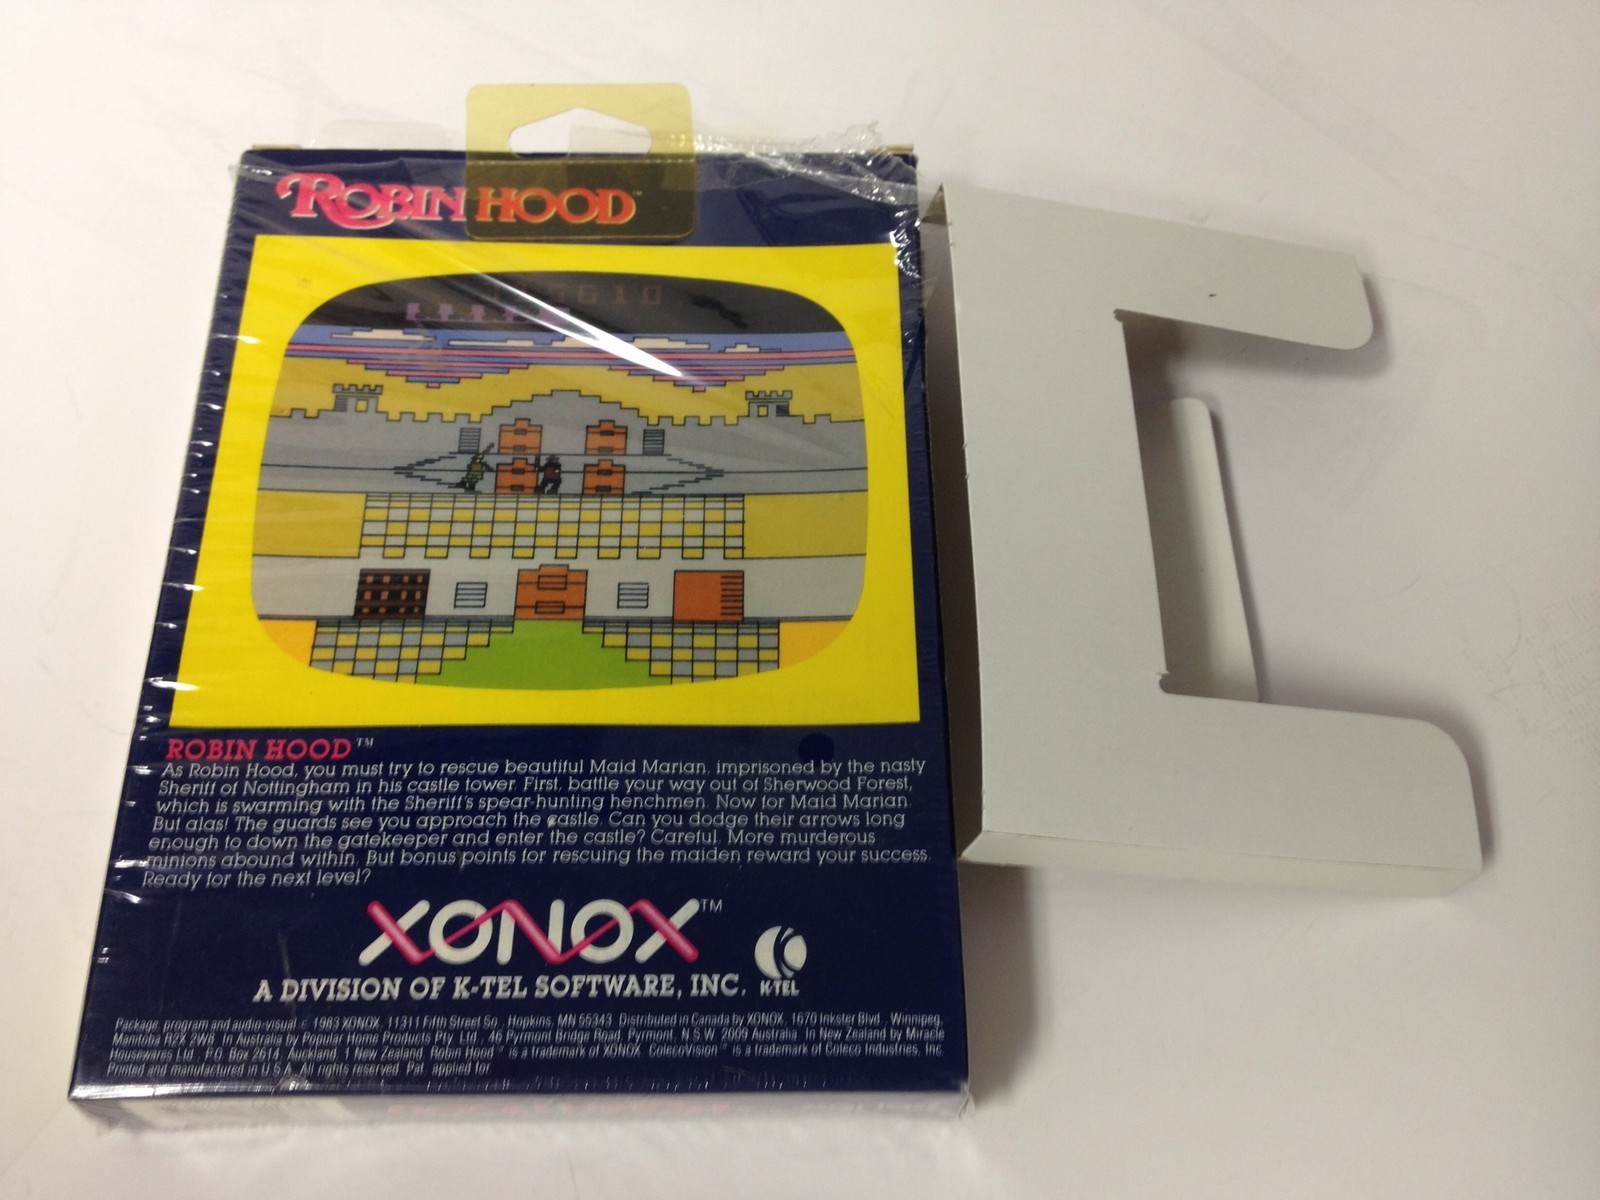 ROBIN HOOD™
610
ROBIN HOOD™
As Robin Hood, you must try to rescue beautiful Maid Marian, imprisoned by the nasty
Sheriff of Nottingham in his castle tower. First, battle your way out of Sherwood Forest,
which is swarming with the Sheriff's spear-hunting henchmen. Now for Maid Marian.
But alas! The guards see you approach the castle. Can you dodge their arrows long
enough to down the gatekeeper and enter the castle? Careful. More murderous
minions abound within. But bonus points for rescuing the maiden reward your success.
Ready for the next level?
XONOX™
A DIVISION OF K-TEL SOFTWARE, INC.
K-TEL
Package, program and audio-visual © 1983 XONOX, 11311 Fifth Street So., Hopkins, MN 55343. Distributed in Canada by XONOX, 1670 Inkster Blvd., Winnipeg,
Manitoba R2X 2W8. In Australia by Popular Home Products Pty. Ltd., 46 Pyrmont Bridge Road, Pyrmont, N.S.W. 2009 Australia. In New Zealand by Miracle
Housewares Ltd., P.O. Box 2614, Auckland, 1 New Zealand. Robin Hood™ is a trademark of XONOX. ColecoVision™ is a trademark of Coleco Industries, Inc.
Printed and manufactured in U.S.A. All rights reserved. Pat. applied for